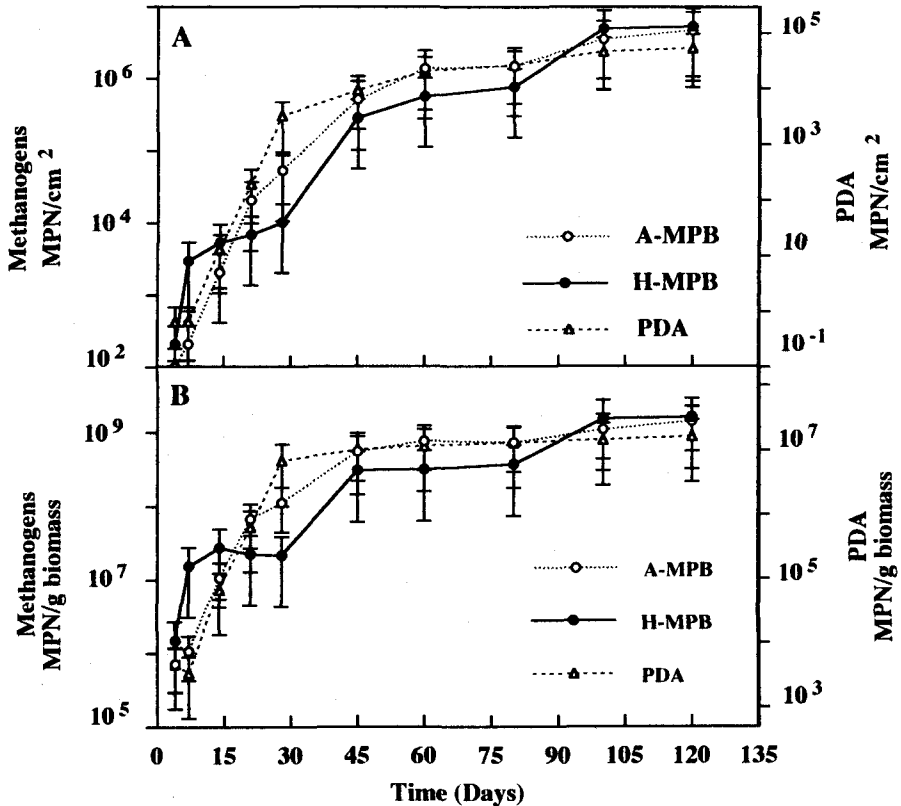 A
10^6
10^4
10^2
Methanogens
MPN/cm^2
10^5
10^3
10
10^-1
PDA
MPN/cm^2
A-MPB
H-MPB
PDA
B
10^9
10^7
10^5
Methanogens
MPN/g biomass
10^7
10^5
10^3
PDA
MPN/g biomass
A-MPB
H-MPB
PDA
0 15 30 45 60 75 90 105 120 135
Time (Days)